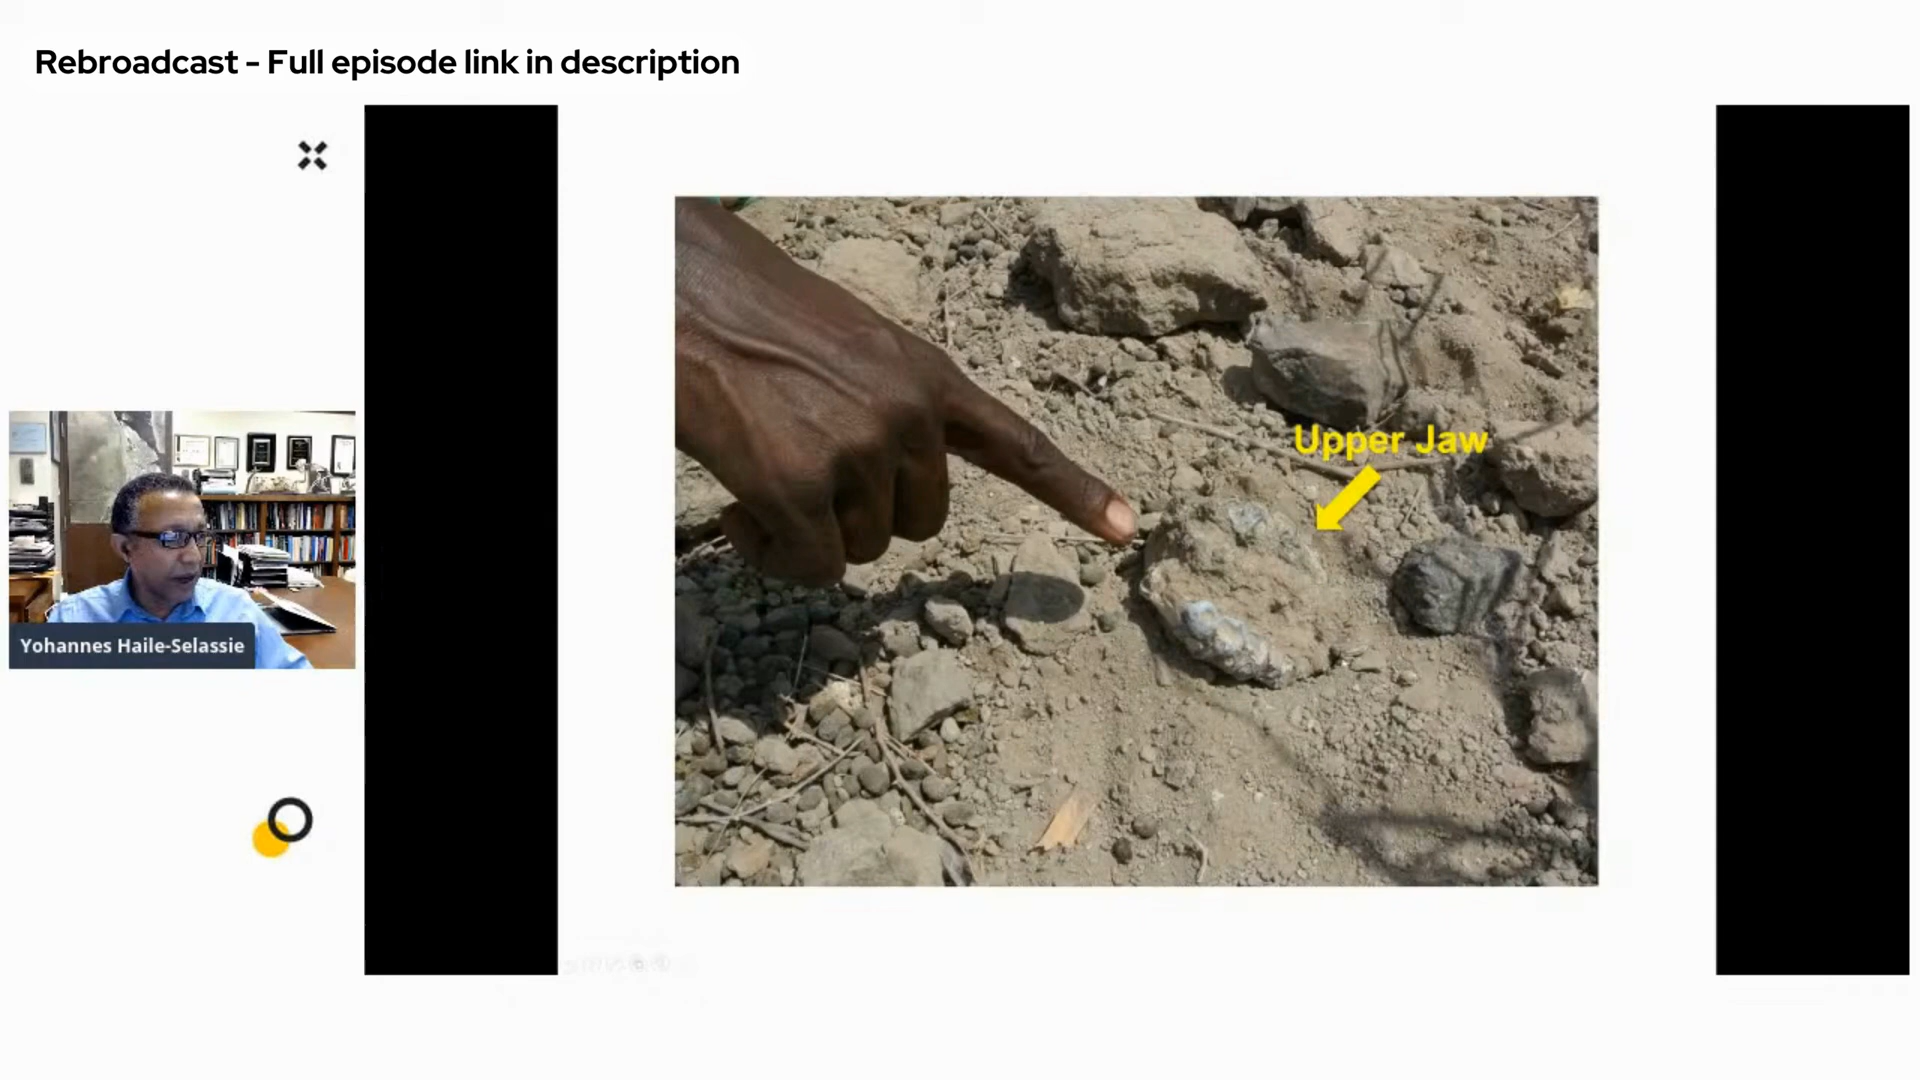 Rebroadcast - Full episode link in description
Upper Jaw
Yohannes Haile-Selassie